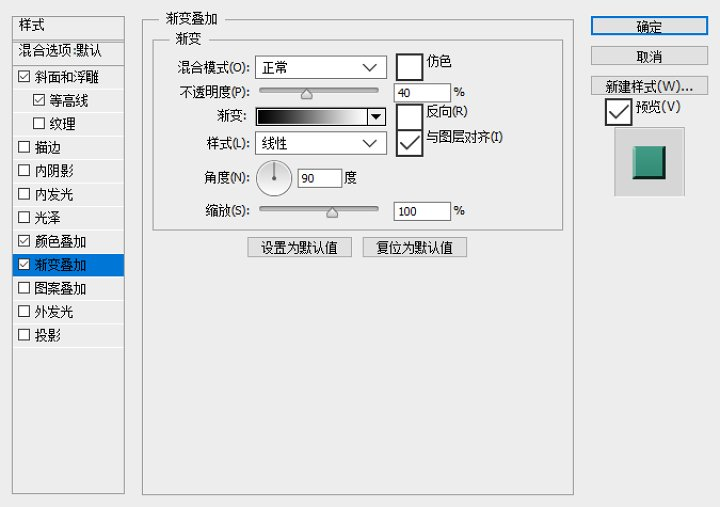 样式
混合选项:默认
斜面和浮雕
等高线
纹理
描边
内阴影
内发光
光泽
颜色叠加
渐变叠加
图案叠加
外发光
投影
渐变叠加
渐变
混合模式(O): 正常 仿色
不透明度(P): 40 %
渐变: 反向(R)
样式(L): 线性 与图层对齐(I)
角度(N): 90 度
缩放(S): 100 %
设置为默认值 复位为默认值
确定
取消
新建样式(W)...
预览(V)